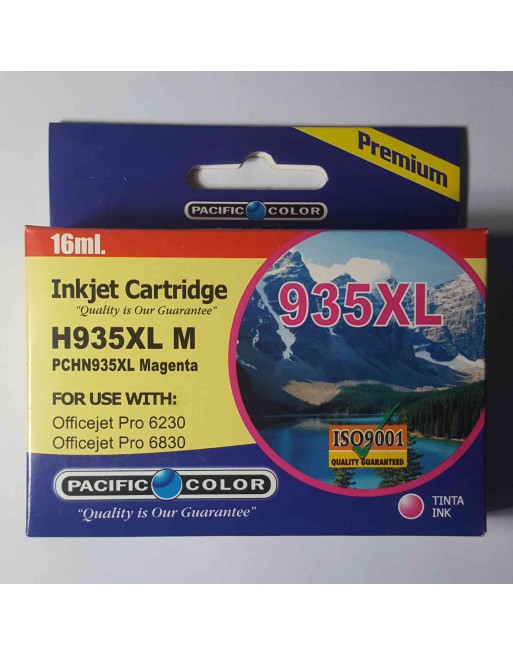 Premium
PACIFIC COLOR
16ml.
Inkjet Cartridge
"Quality is Our Guarantee"
H935XL M
PCHN935XL Magenta
FOR USE WITH:
Officejet Pro 6230
Officejet Pro 6830
935XL
ISO9001
QUALITY GUARANTEED
PACIFIC COLOR
"Quality is Our Guarantee"
TINTA
INK